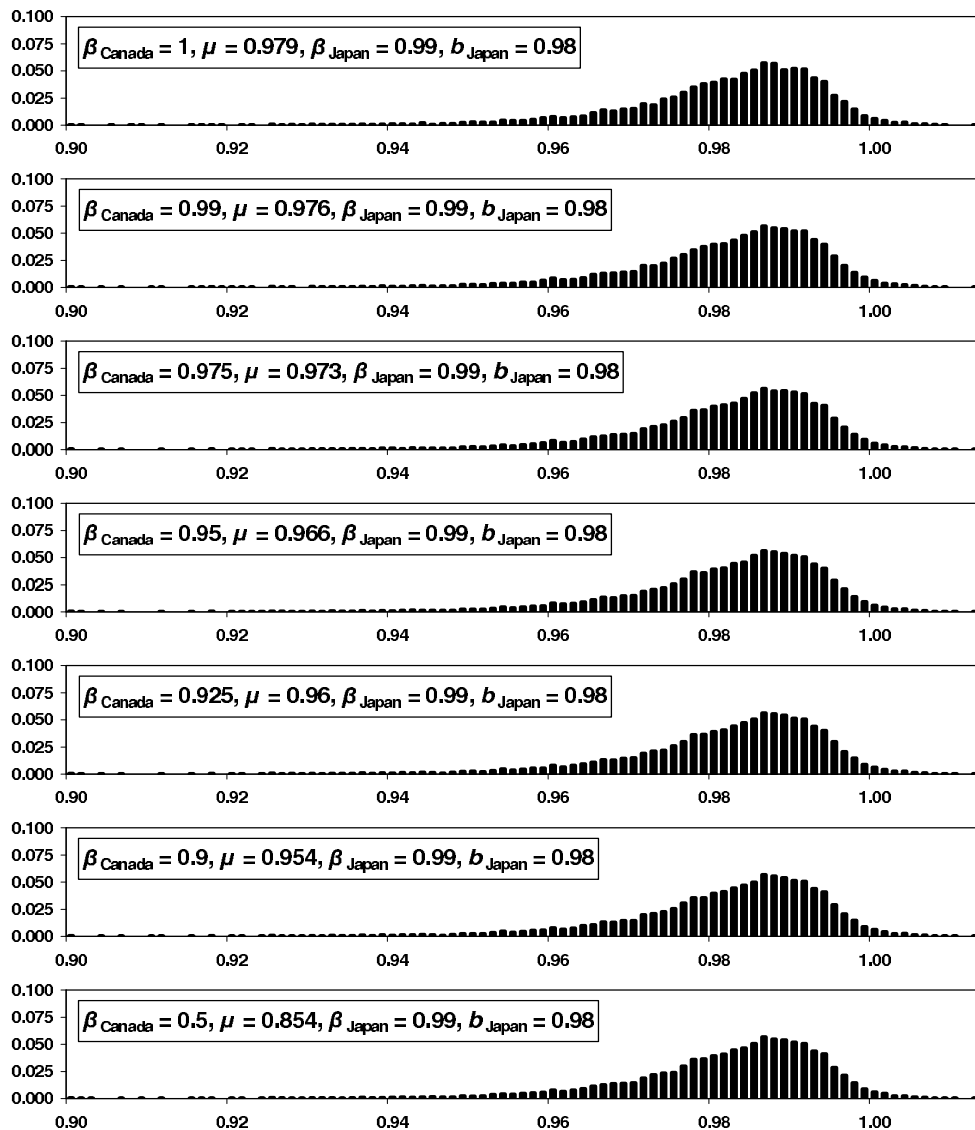 0.100
β Canada = 1, μ = 0.979, β Japan = 0.99, b Japan = 0.98
0.075
0.050
0.025
0.000
0.90 0.92 0.94 0.96 0.98 1.00
0.100
β Canada = 0.99, μ = 0.976, β Japan = 0.99, b Japan = 0.98
0.075
0.050
0.025
0.000
0.90 0.92 0.94 0.96 0.98 1.00
0.100
β Canada = 0.975, μ = 0.973, β Japan = 0.99, b Japan = 0.98
0.075
0.050
0.025
0.000
0.90 0.92 0.94 0.96 0.98 1.00
0.100
β Canada = 0.95, μ = 0.966, β Japan = 0.99, b Japan = 0.98
0.075
0.050
0.025
0.000
0.90 0.92 0.94 0.96 0.98 1.00
0.100
β Canada = 0.925, μ = 0.96, β Japan = 0.99, b Japan = 0.98
0.075
0.050
0.025
0.000
0.90 0.92 0.94 0.96 0.98 1.00
0.100
β Canada = 0.9, μ = 0.954, β Japan = 0.99, b Japan = 0.98
0.075
0.050
0.025
0.000
0.90 0.92 0.94 0.96 0.98 1.00
0.100
β Canada = 0.5, μ = 0.854, β Japan = 0.99, b Japan = 0.98
0.075
0.050
0.025
0.000
0.90 0.92 0.94 0.96 0.98 1.00